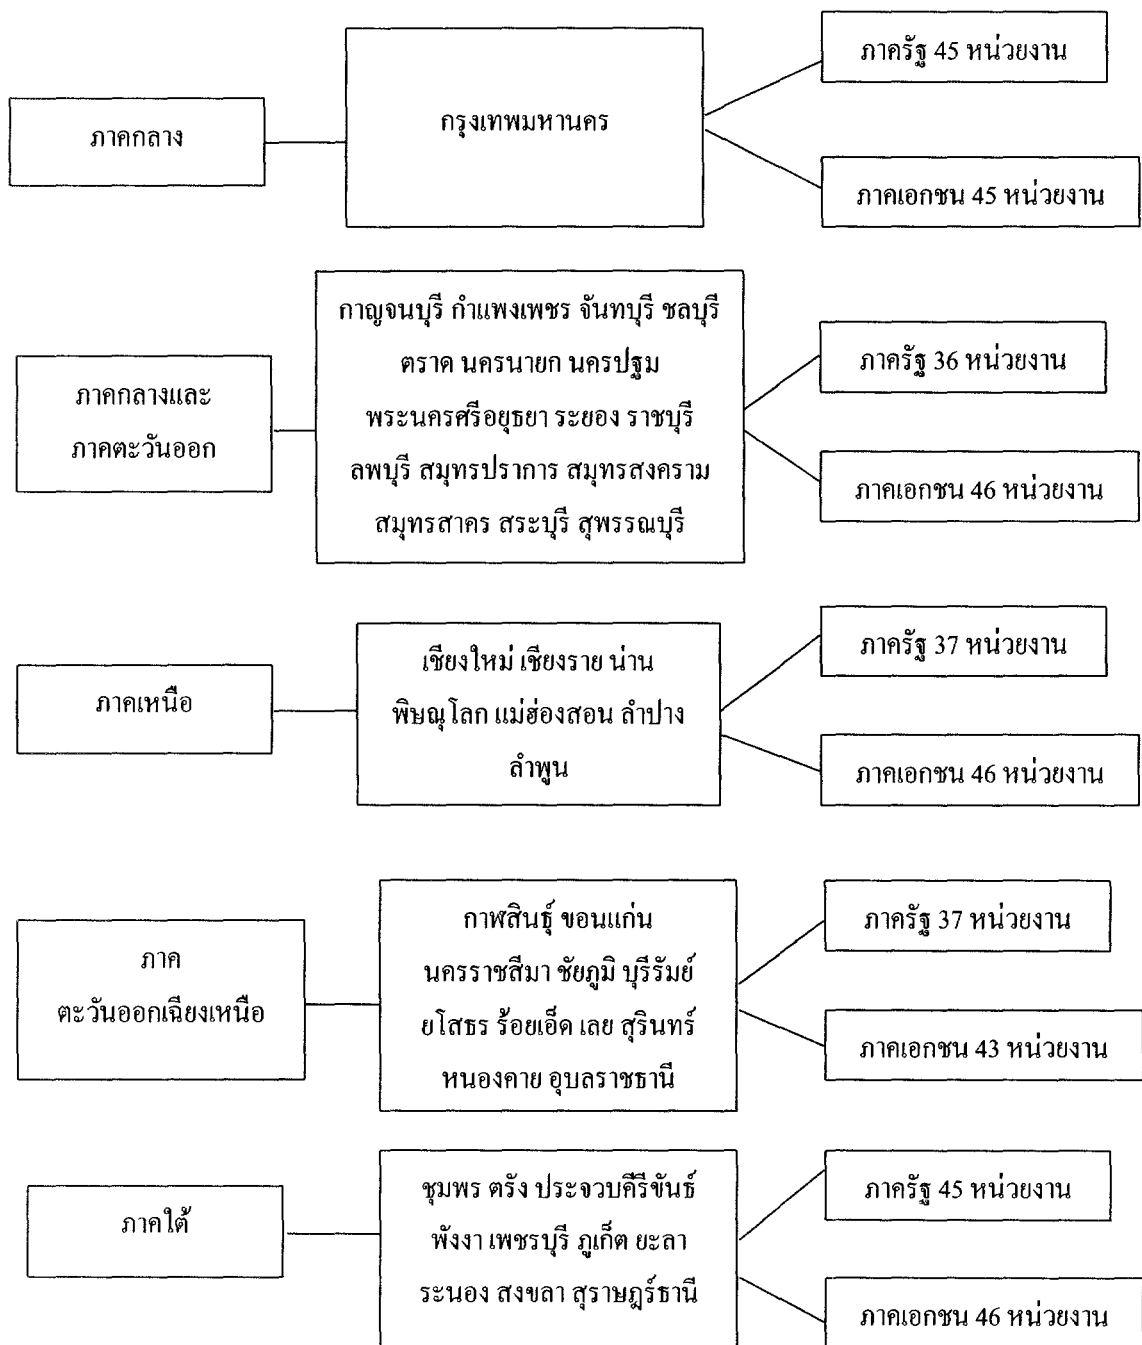 ภาคกลาง
กรุงเทพมหานคร
ภาครัฐ 45 หน่วยงาน
ภาคเอกชน 45 หน่วยงาน
ภาคกลางและ
ภาคตะวันออก
กาญจนบุรี กำแพงเพชร จันทบุรี ชลบุรี
ตราด นครนายก นครปฐม
พระนครศรีอยุธยา ระยอง ราชบุรี
ลพบุรี สมุทรปราการ สมุทรสงคราม
สมุทรสาคร สระบุรี สุพรรณบุรี
ภาครัฐ 36 หน่วยงาน
ภาคเอกชน 46 หน่วยงาน
ภาคเหนือ
เชียงใหม่ เชียงราย น่าน
พิษณุโลก แม่ฮ่องสอน ลำปาง
ลำพูน
ภาครัฐ 37 หน่วยงาน
ภาคเอกชน 46 หน่วยงาน
ภาค
ตะวันออกเฉียงเหนือ
กาฬสินธุ์ ขอนแก่น
นครราชสีมา ชัยภูมิ บุรีรัมย์
ยโสธร ร้อยเอ็ด เลย สุรินทร์
หนองคาย อุบลราชธานี
ภาครัฐ 37 หน่วยงาน
ภาคเอกชน 43 หน่วยงาน
ภาคใต้
ชุมพร ตรัง ประจวบคีรีขันธ์
พังงา เพชรบุรี ภูเก็ต ยะลา
ระนอง สงขลา สุราษฎร์ธานี
ภาครัฐ 45 หน่วยงาน
ภาคเอกชน 46 หน่วยงาน